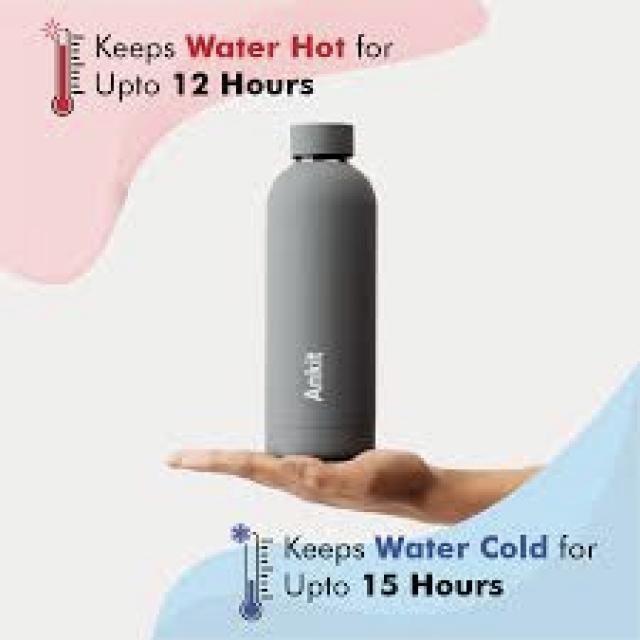 Keeps Water Hot for
Upto 12 Hours
Ankit
Keeps Water Cold for
Upto 15 Hours